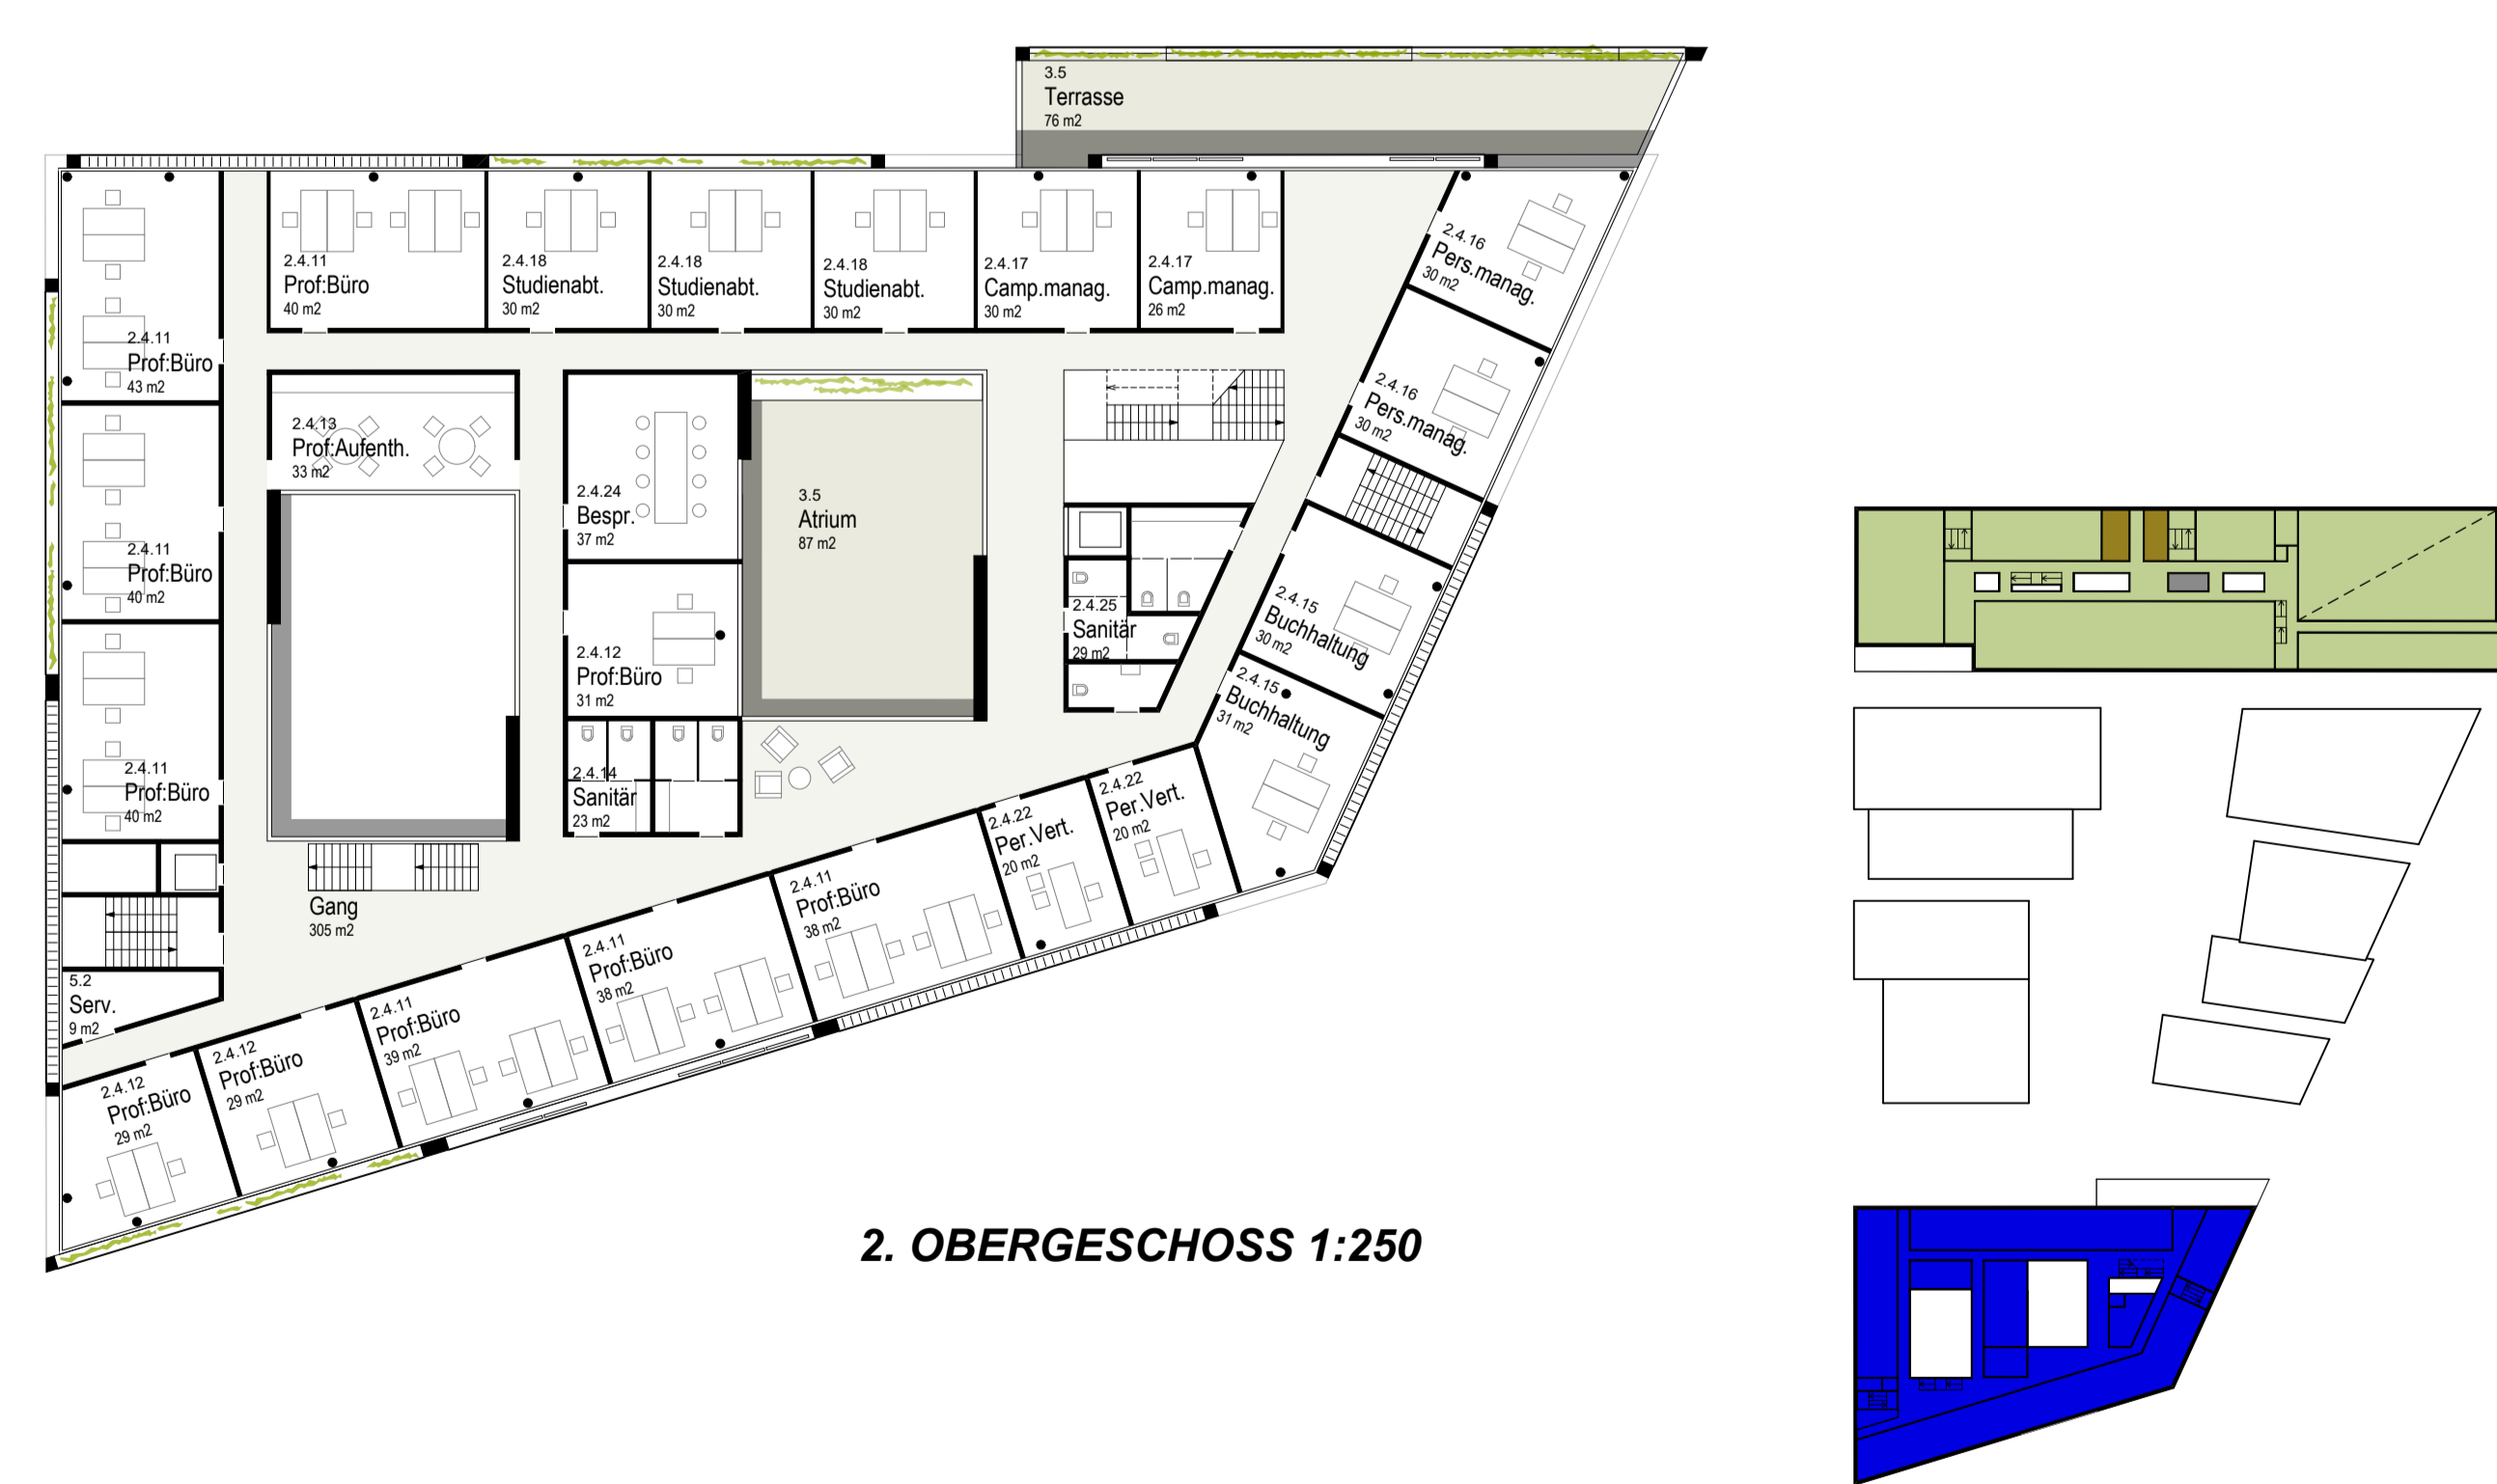 3.5
Terrasse
76 m2
2.4.11
Prof:Büro
40 m2
2.4.18
Studienabt.
30 m2
2.4.18
Studienabt.
30 m2
2.4.18
Studienabt.
30 m2
2.4.17
Camp.manag.
30 m2
2.4.17
Camp.manag.
26 m2
2.4.16
Pers.manag.
30 m2
2.4.11
Prof:Büro
43 m2
2.4.16
Pers.manag.
30 m2
2.4.13
Prof:Aufenth.
33 m2
2.4.24
Bespr.
37 m2
3.5
Atrium
87 m2
2.4.11
Prof:Büro
40 m2
2.4.25
Sanitär
29 m2
2.4.15
Buchhaltung
30 m2
2.4.12
Prof:Büro
31 m2
2.4.15
Buchhaltung
31 m2
2.4.11
Prof:Büro
40 m2
2.4.14
Sanitär
23 m2
2.4.22
Per.Vert.
20 m2
2.4.22
Per.Vert.
20 m2
Gang
305 m2
2.4.11
Prof:Büro
38 m2
2.4.11
Prof:Büro
38 m2
5.2
Serv.
9 m2
2.4.11
Prof:Büro
39 m2
2.4.12
Prof:Büro
29 m2
2.4.12
Prof:Büro
29 m2
2. OBERGESCHOSS 1:250